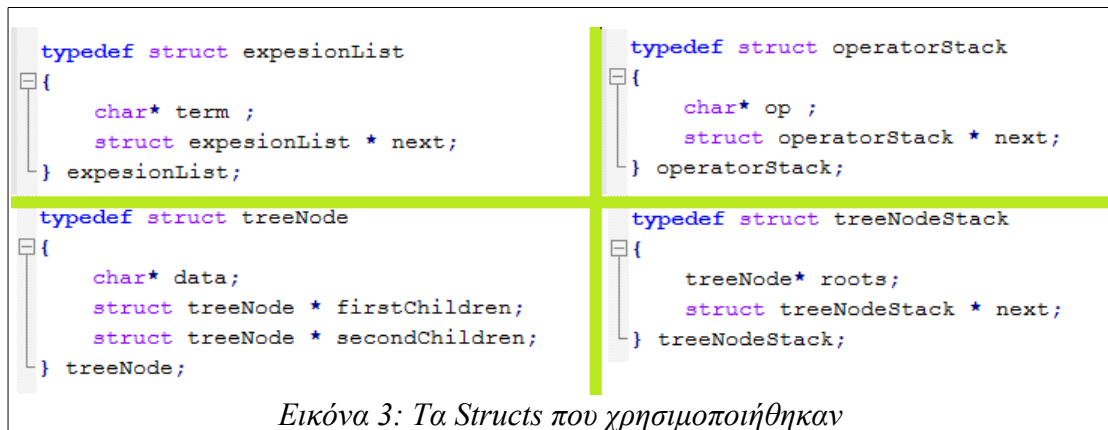 typedef struct expesionList
{
char* term ;
struct expesionList * next;
} expesionList;
typedef struct operatorStack
{
char* op ;
struct operatorStack * next;
} operatorStack;
typedef struct treeNode
{
char* data;
struct treeNode * firstChildren;
struct treeNode * secondChildren;
} treeNode;
typedef struct treeNodeStack
{
treeNode* roots;
struct treeNodeStack * next;
} treeNodeStack;
Εικόνα 3: Τα Structs που χρησιμοποιήθηκαν